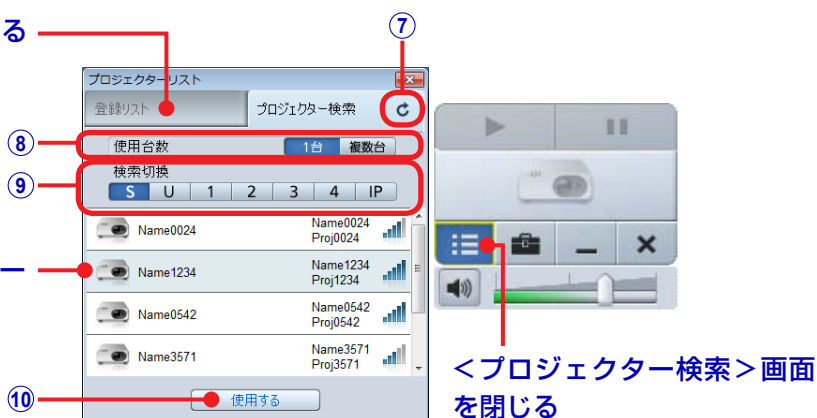 る
⑦
プロジェクターリスト
登録リスト
プロジェクター検索
⑧
使用台数
1台
複数台
⑨
検索切換
S U 1 2 3 4 IP
Name0024
Name0024
Proj0024
ー
Name1234
Name1234
Proj1234
Name0542
Name0542
Proj0542
Name3571
Name3571
Proj3571
⑩
使用する
＜プロジェクター検索＞画面
を閉じる